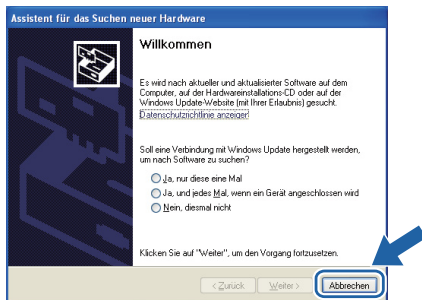 Assistent für das Suchen neuer Hardware
Willkommen
Es wird nach aktueller und aktualisierter Software auf dem
Computer, auf der Hardwareinstallations-CD oder auf der
Windows Update-Website (mit Ihrer Erlaubnis) gesucht.
Datenschutzrichtlinie anzeigen
Soll eine Verbindung mit Windows Update hergestellt werden,
um nach Software zu suchen?
Ja, nur diese eine Mal
Ja, und jedes Mal, wenn ein Gerät angeschlossen wird
Nein, diesmal nicht
Klicken Sie auf "Weiter", um den Vorgang fortzusetzen.
< Zurück Weiter > Abbrechen